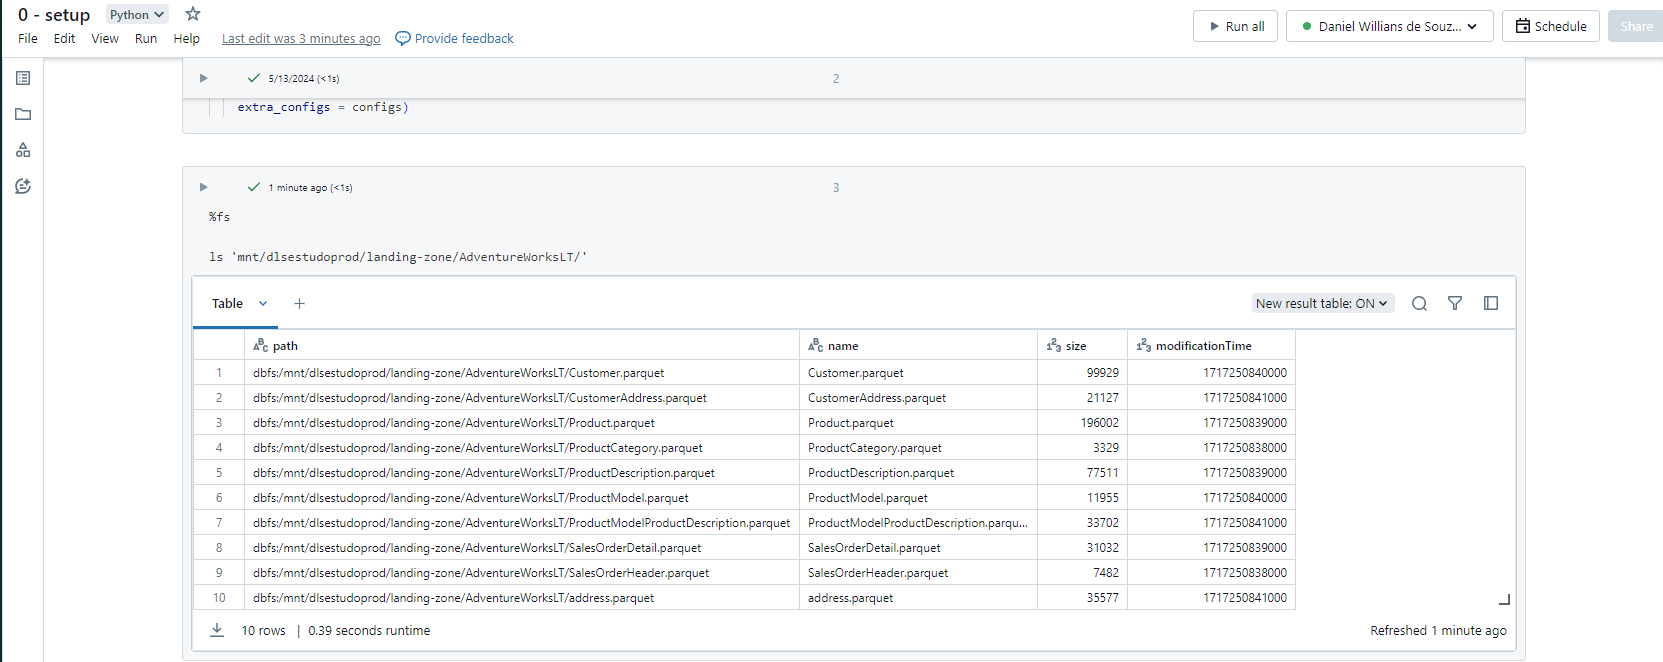 0 - setup Python
File Edit View Run Help Last edit was 3 minutes ago Provide feedback
Run all Daniel Willians de Souz... Schedule Share
5/13/2024 (<1s) 2
extra_configs = configs)
1 minute ago (<1s) 3
%fs
ls 'mnt/dlsestudoprod/landing-zone/AdventureWorksLT/'
Table + New result table: ON
path name size modificationTime
1 dbfs:/mnt/dlsestudoprod/landing-zone/AdventureWorksLT/Customer.parquet Customer.parquet 99929 1717250840000
2 dbfs:/mnt/dlsestudoprod/landing-zone/AdventureWorksLT/CustomerAddress.parquet CustomerAddress.parquet 21127 1717250841000
3 dbfs:/mnt/dlsestudoprod/landing-zone/AdventureWorksLT/Product.parquet Product.parquet 196002 1717250839000
4 dbfs:/mnt/dlsestudoprod/landing-zone/AdventureWorksLT/ProductCategory.parquet ProductCategory.parquet 3329 1717250838000
5 dbfs:/mnt/dlsestudoprod/landing-zone/AdventureWorksLT/ProductDescription.parquet ProductDescription.parquet 77511 1717250839000
6 dbfs:/mnt/dlsestudoprod/landing-zone/AdventureWorksLT/ProductModel.parquet ProductModel.parquet 11955 1717250840000
7 dbfs:/mnt/dlsestudoprod/landing-zone/AdventureWorksLT/ProductModelProductDescription.parquet ProductModelProductDescription.parqu... 33702 1717250841000
8 dbfs:/mnt/dlsestudoprod/landing-zone/AdventureWorksLT/SalesOrderDetail.parquet SalesOrderDetail.parquet 31032 1717250839000
9 dbfs:/mnt/dlsestudoprod/landing-zone/AdventureWorksLT/SalesOrderHeader.parquet SalesOrderHeader.parquet 7482 1717250838000
10 dbfs:/mnt/dlsestudoprod/landing-zone/AdventureWorksLT/address.parquet address.parquet 35577 1717250841000
10 rows | 0.39 seconds runtime Refreshed 1 minute ago